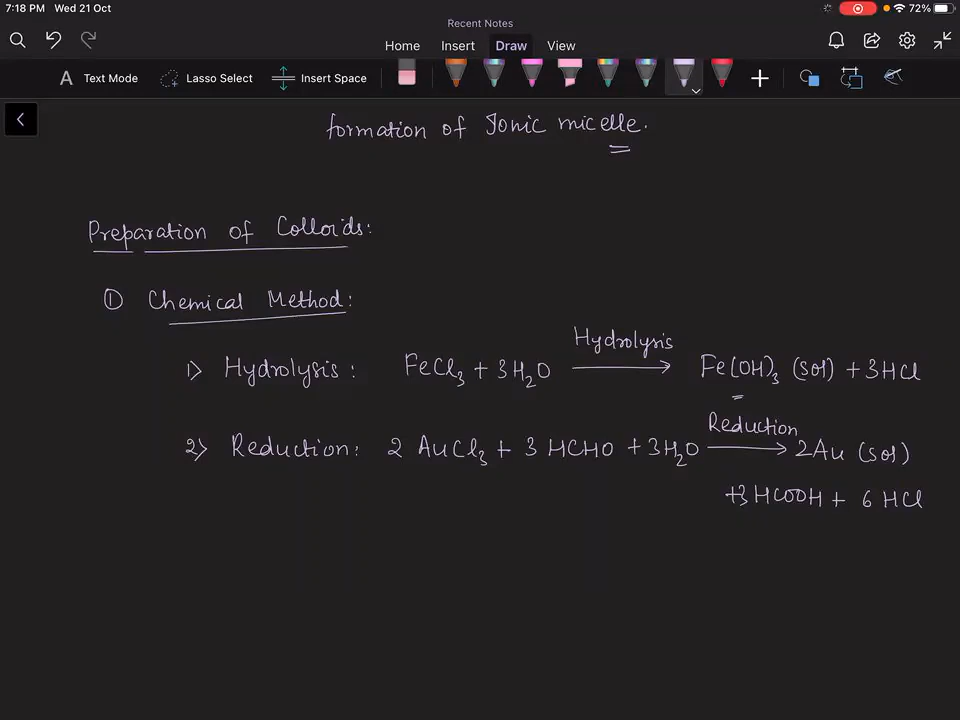 7:18 PM Wed 21 Oct
72%
Recent Notes
Home Insert Draw View
A Text Mode Lasso Select Insert Space
formation of Ionic micelle.
Preparation of Colloids:
① Chemical Method:
1) Hydrolysis: FeCl₃ + 3H₂O Hydrolysis → Fe(OH)₃ (sol) + 3HCl
2) Reduction: 2 AuCl₃ + 3 HCHO + 3H₂O Reduction → 2Au (sol)
+3 HCOOH + 6 HCl